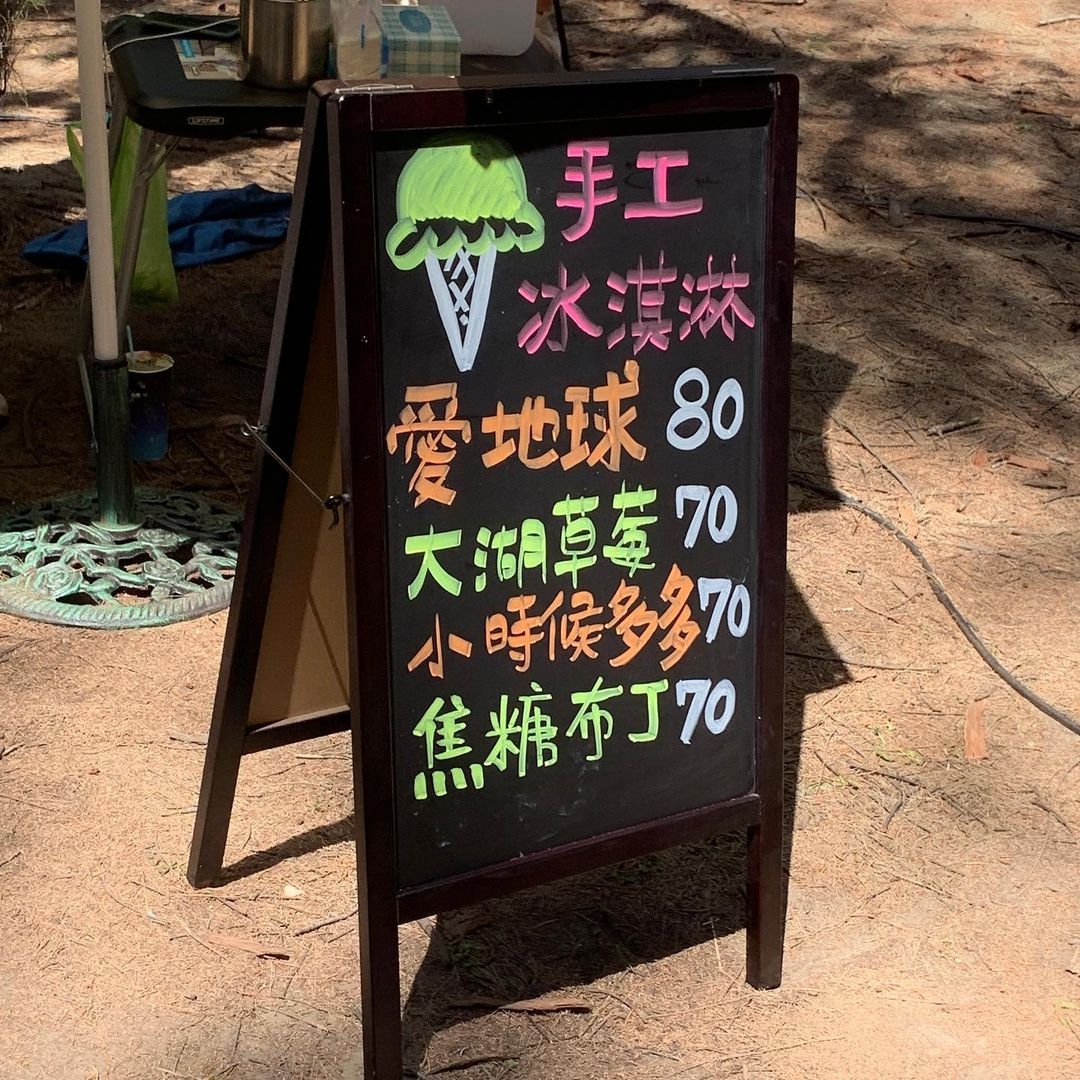 手工
冰淇淋
愛地球 80
大湖草莓 70
小時候多多 70
焦糖布丁 70
LIFETIME